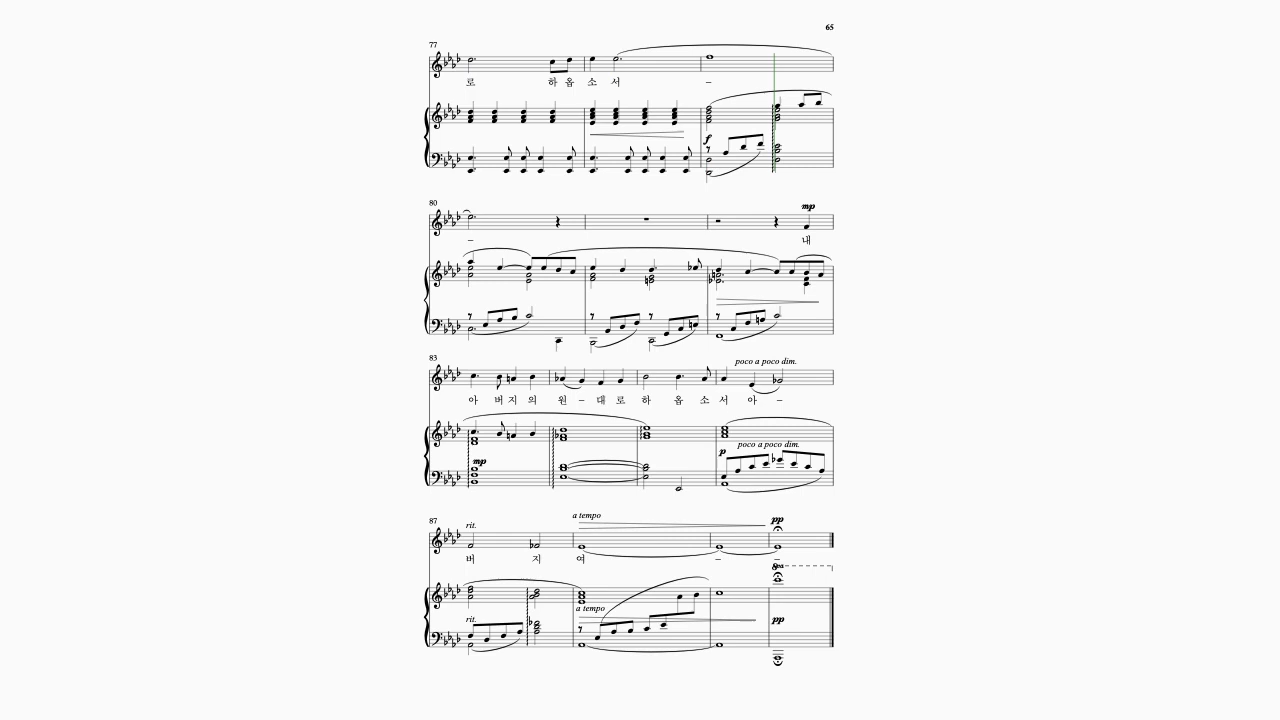 65
77
로 하 옵 소 서 –
f
80
mp
– 내
83
poco a poco dim.
아 버 지 의 원 – 대 로 하 옵 소 서 아 –
poco a poco dim.
mp
p
87
rit.
a tempo
pp
버 지 여 – –
8va
a tempo
rit.
pp